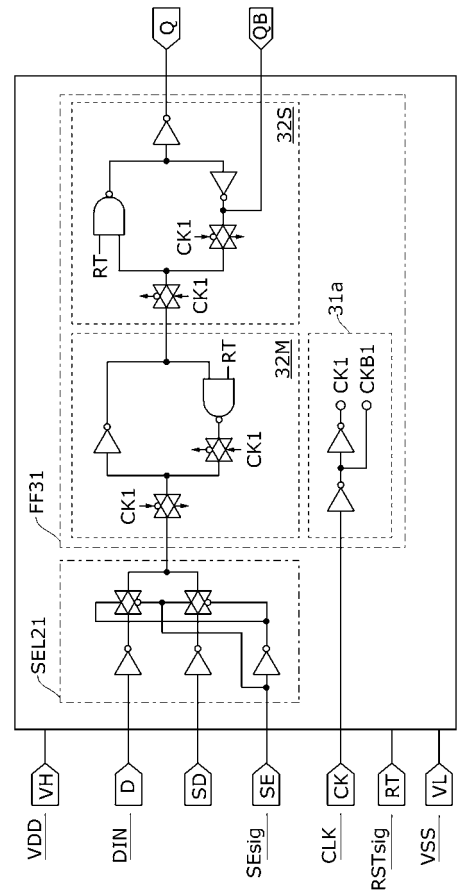 Q
QB
32S
RT
CK1
CK1
31a
32M
RT
CK1
CK1
CK1
CKB1
FF31
SEL21
VDD
VH
DIN
D
SD
SEsig
SE
CLK
CK
RSTsig
RT
VSS
VL